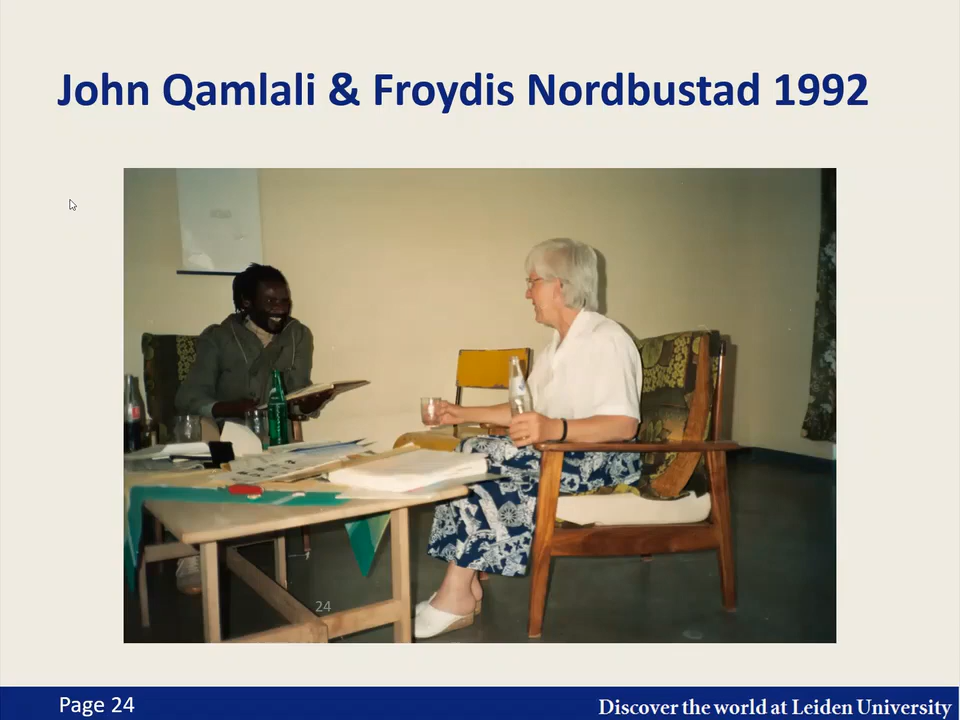 John Qamlali & Froydis Nordbustad 1992
24
Page 24
Discover the world at Leiden University